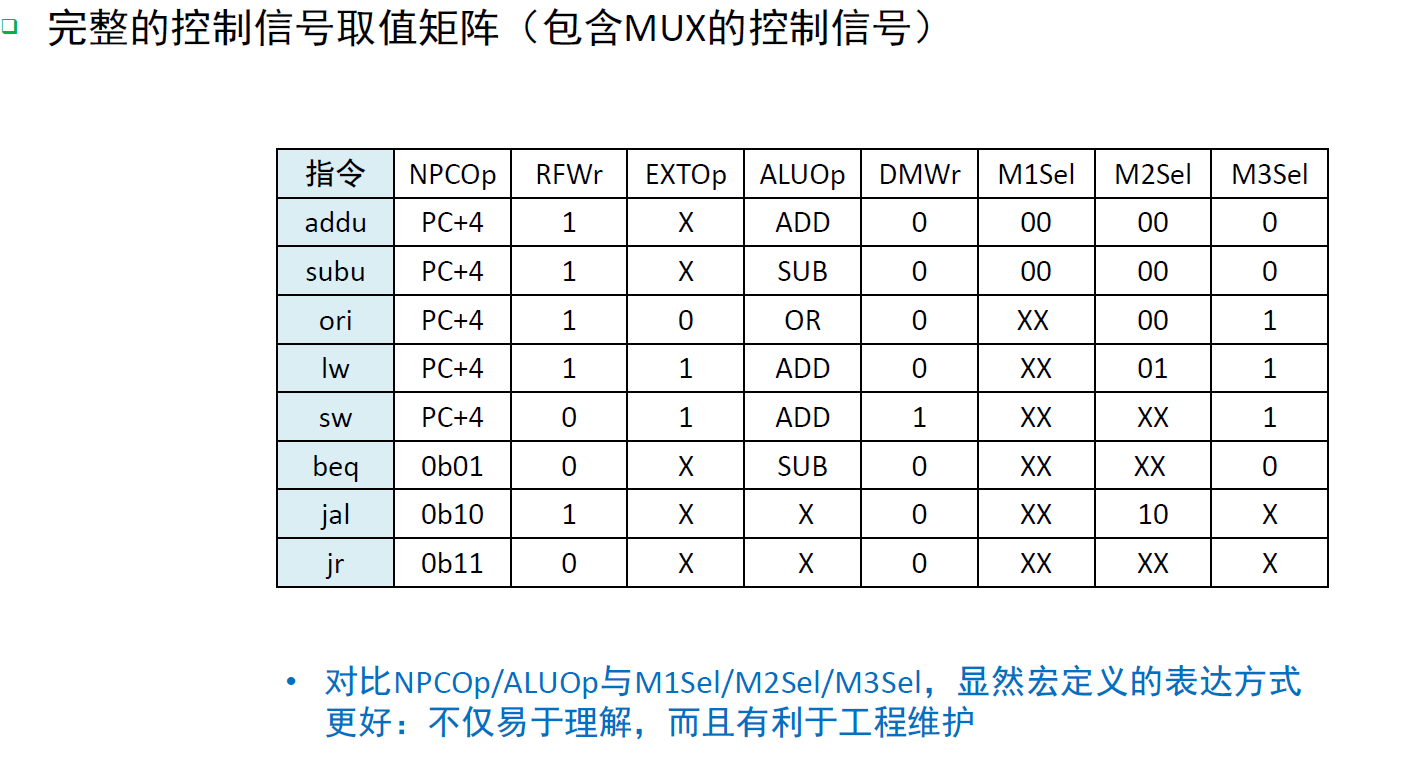 完整的控制信号取值矩阵（包含MUX的控制信号）
指令 NPCOp RFWr EXTOp ALUOp DMWr M1Sel M2Sel M3Sel
addu PC+4 1 X ADD 0 00 00 0
subu PC+4 1 X SUB 0 00 00 0
ori PC+4 1 0 OR 0 XX 00 1
lw PC+4 1 1 ADD 0 XX 01 1
sw PC+4 0 1 ADD 1 XX XX 1
beq 0b01 0 X SUB 0 XX XX 0
jal 0b10 1 X X 0 XX 10 X
jr 0b11 0 X X 0 XX XX X
• 对比NPCOp/ALUOp与M1Sel/M2Sel/M3Sel，显然宏定义的表达方式
更好：不仅易于理解，而且有利于工程维护